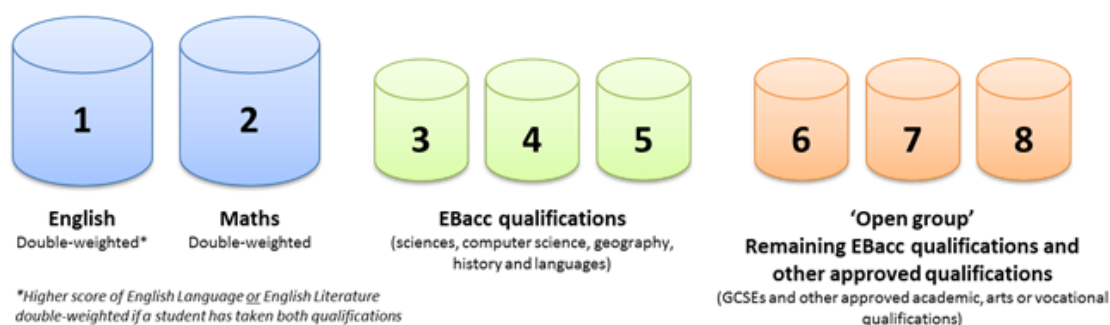 1
2
3
4
5
6
7
8
English
Double-weighted*
Maths
Double-weighted
EBacc qualifications
(sciences, computer science, geography,
history and languages)
‘Open group’
Remaining EBacc qualifications and
other approved qualifications
(GCSEs and other approved academic, arts or vocational
qualifications)
*Higher score of English Language or English Literature
double-weighted if a student has taken both qualifications